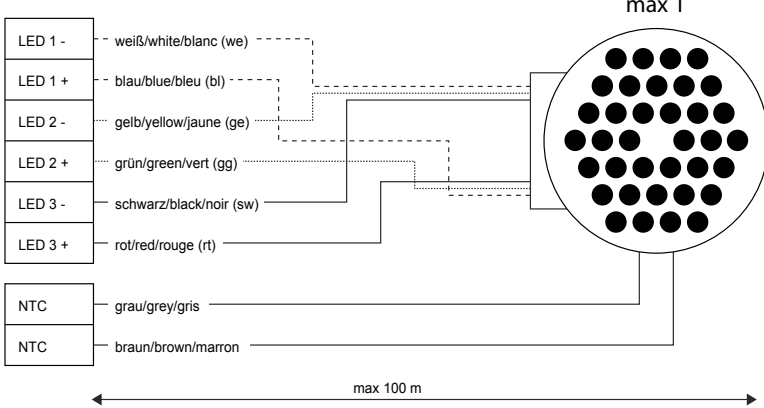 max 1
LED 1 - weiß/white/blanc (we)
LED 1 + blau/blue/bleu (bl)
LED 2 - gelb/yellow/jaune (ge)
LED 2 + grün/green/vert (gg)
LED 3 - schwarz/black/noir (sw)
LED 3 + rot/red/rouge (rt)
NTC grau/grey/gris
NTC braun/brown/marron
max 100 m